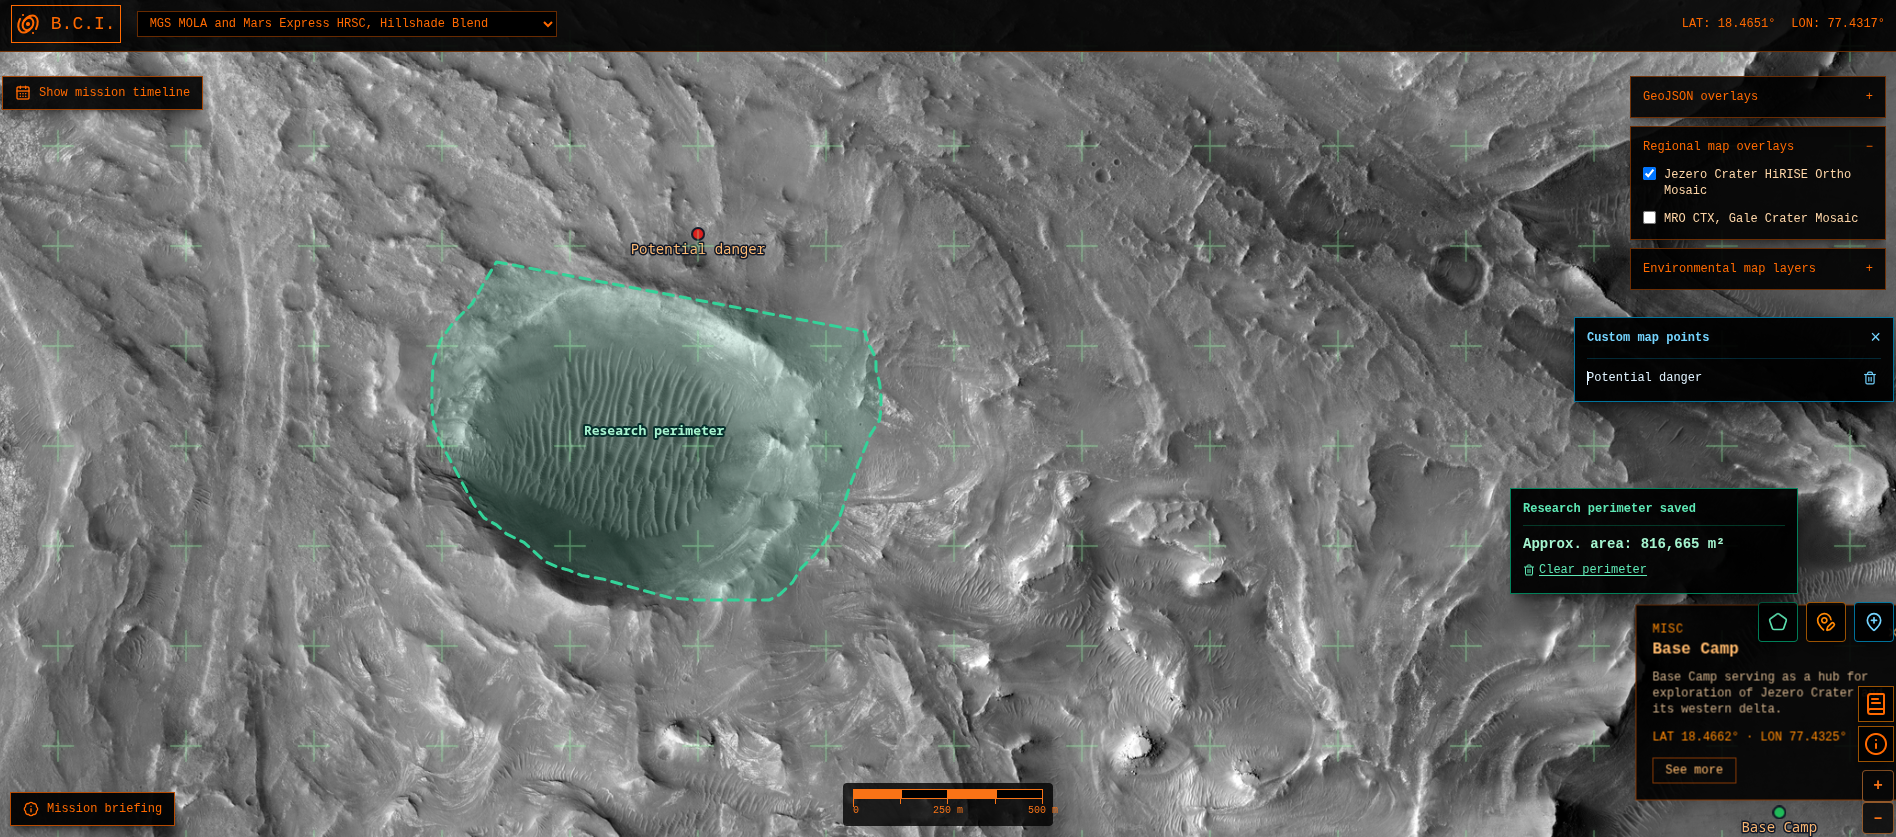 B.C.I.
MGS MOLA and Mars Express HRSC, Hillshade Blend
LAT: 18.4651° LON: 77.4317°
Show mission timeline
GeoJSON overlays +
Regional map overlays −
Jezero Crater HiRISE Ortho
Mosaic
MRO CTX, Gale Crater Mosaic
Environmental map layers +
Potential danger
Custom map points ×
Potential danger
Research perimeter
Research perimeter saved
Approx. area: 816,665 m²
Clear perimeter
MISC
Base Camp
Base Camp serving as a hub for
exploration of Jezero Crater
its western delta.
LAT 18.4662° · LON 77.4325°
See more
+
−
Mission briefing
0 250 m 500 m
Base Camp